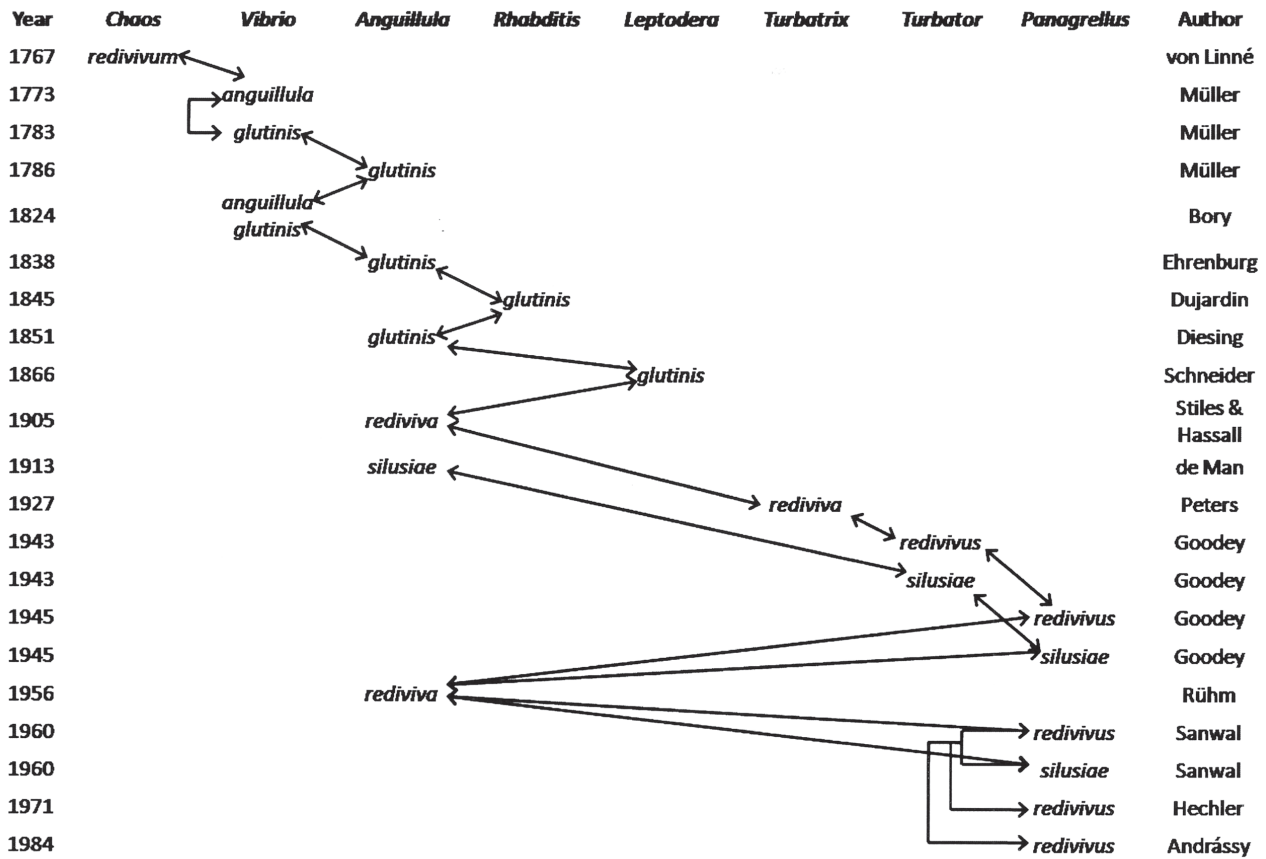 Year Chaos Vibrio Anguillula Rhabditis Leptodera Turbatrix Turbator Panagrellus Author
1767 redivivum von Linné
1773 anguillula Müller
1783 glutinis Müller
1786 glutinis Müller
anguillula
1824 Bory
glutinis
1838 glutinis Ehrenburg
1845 glutinis Dujardin
1851 glutinis Diesing
1866 glutinis Schneider
1905 rediviva Stiles &
Hassall
1913 silusiae de Man
1927 rediviva Peters
1943 redivivus Goodey
1943 silusiae Goodey
1945 redivivus Goodey
1945 silusiae Goodey
1956 rediviva Rühm
1960 redivivus Sanwal
1960 silusiae Sanwal
1971 redivivus Hechler
1984 redivivus Andrássy